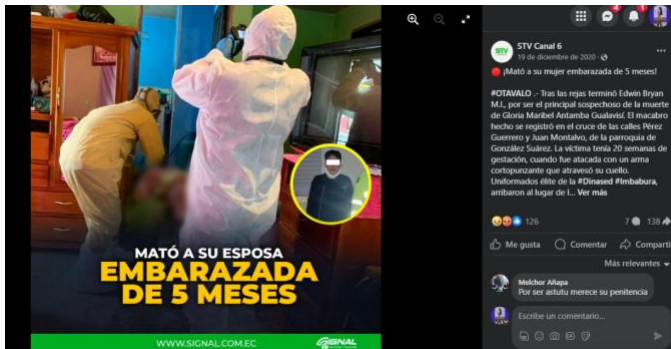 MATÓ A SU ESPOSA
EMBARAZADA
DE 5 MESES
WWW.SIGNAL.COM.EC
SIGNAL
STV
STV Canal 6
19 de diciembre de 2020 ·
¡Mató a su mujer embarazada de 5 meses!
#OTAVALO .- Tras las rejas terminó Edwin Bryan
M.I., por ser el principal sospechoso de la muerte
de Gloria Maribel Antamba Gualavisí. El macabro
hecho se registró en el cruce de las calles Pérez
Guerrero y Juan Montalvo, de la parroquia de
González Suárez. La víctima tenía 20 semanas de
gestación, cuando fue atacada con un arma
cortopunzante que atravesó su cuello.
Uniformados élite de la #Dinased #Imbabura,
arribaron al lugar de l... Ver más
126
7
138
Me gusta
Comentar
Comparti
Más relevantes
Melchor Añapa
Por ser astutu merece su penitencia
Escribe un comentario...